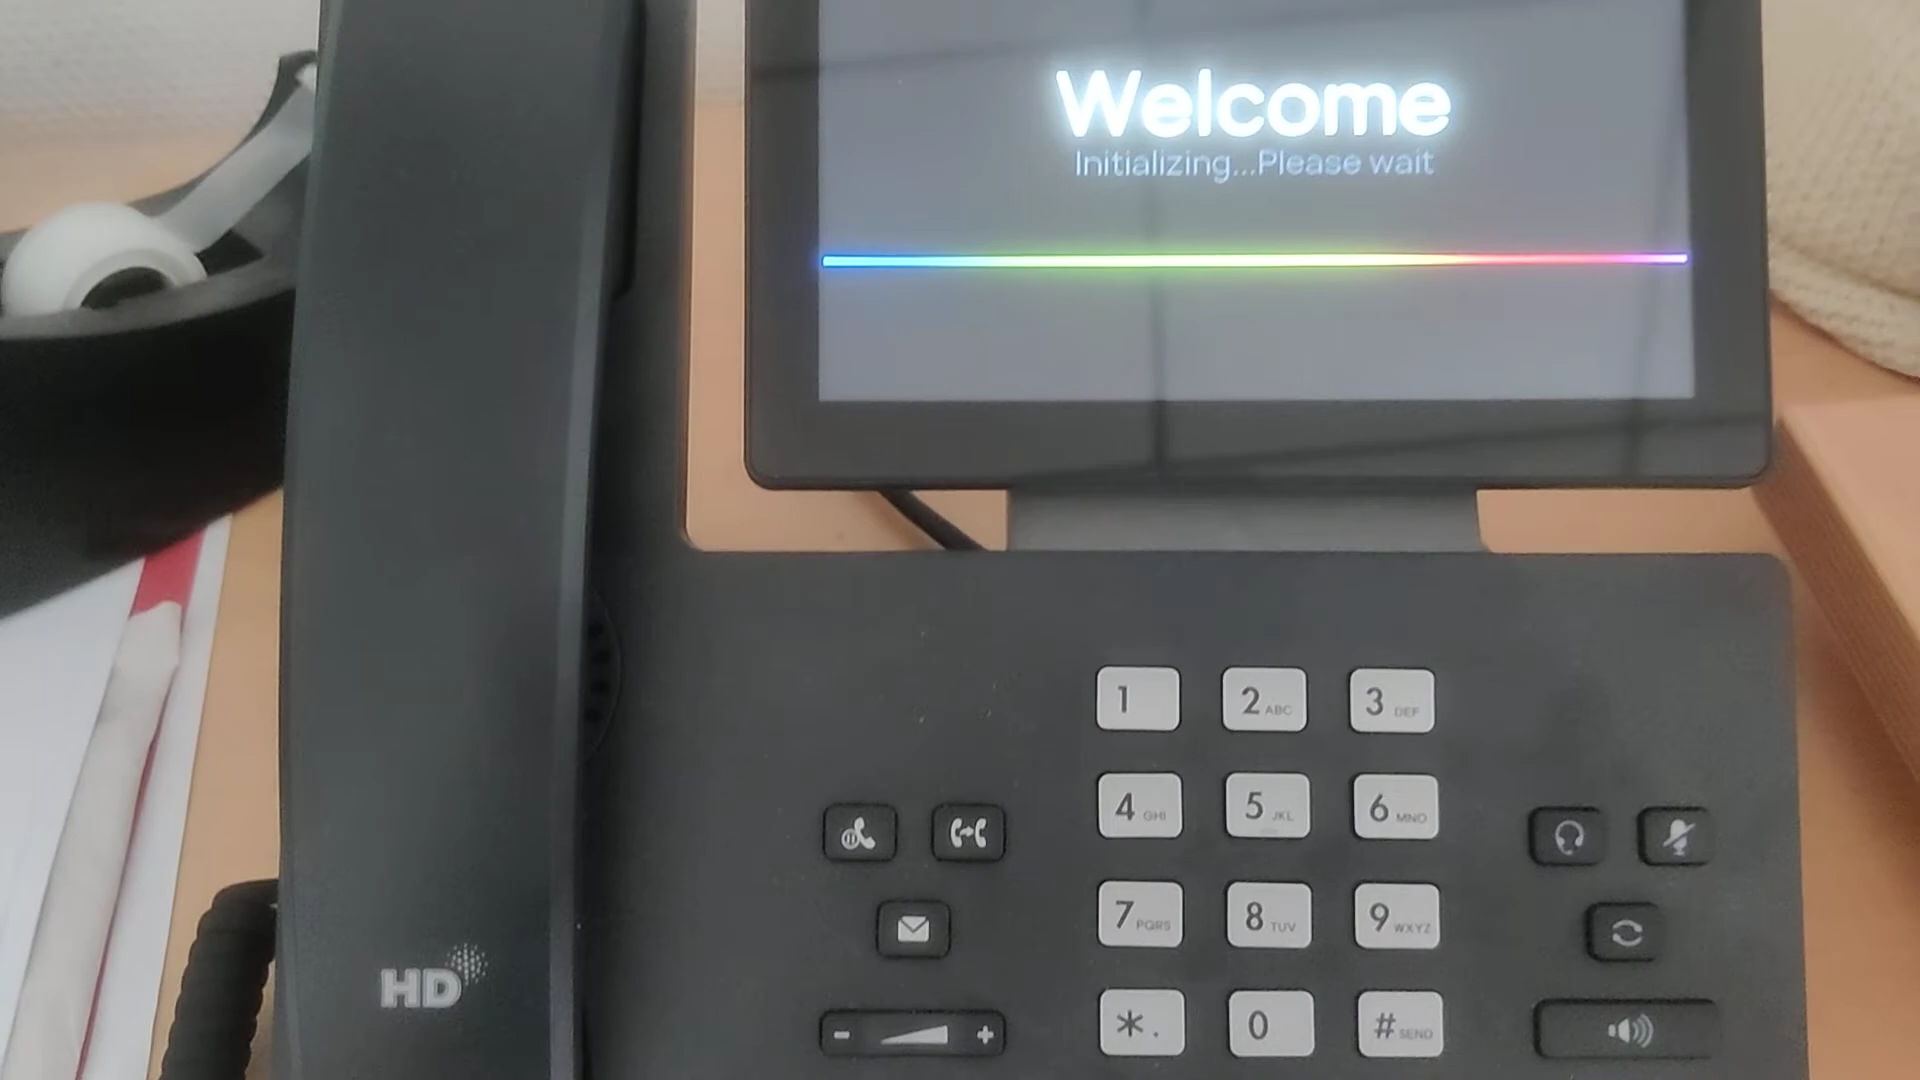 Welcome
Initializing...Please wait
1
2 ABC
3 DEF
4 GHI
5 JKL
6 MNO
7 PQRS
8 TUV
9 WXYZ
* .
0
# SEND
- +
HD